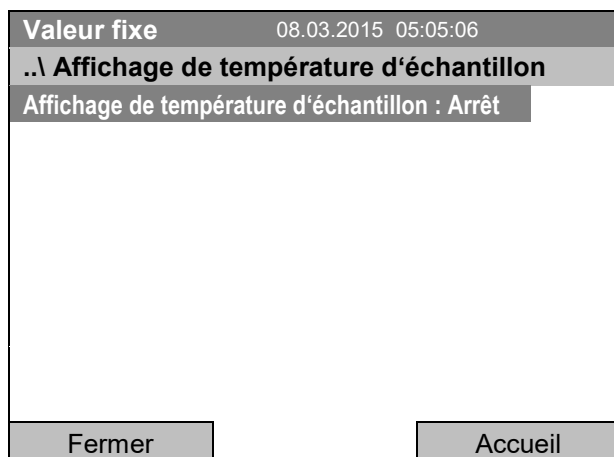 Valeur fixe 08.03.2015 05:05:06
..\ Affichage de température d‘échantillon
Affichage de température d‘échantillon : Arrêt
Fermer Accueil